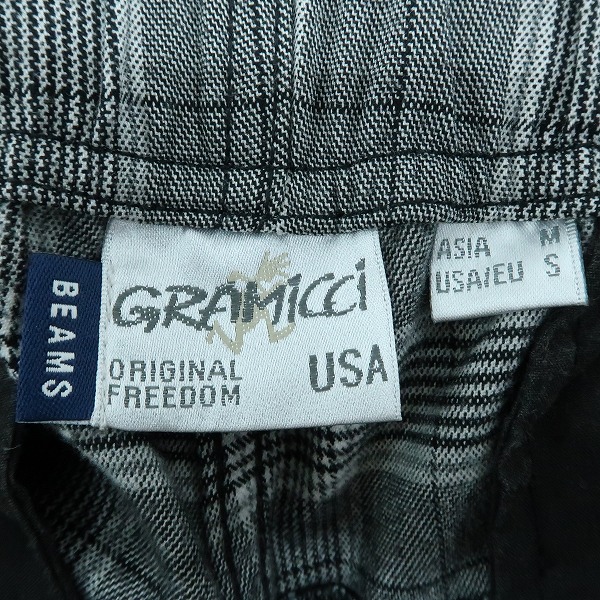 BEAMS
GRAMiCCi
ORIGINAL
FREEDOM
USA
ASIA M
USA/EU S